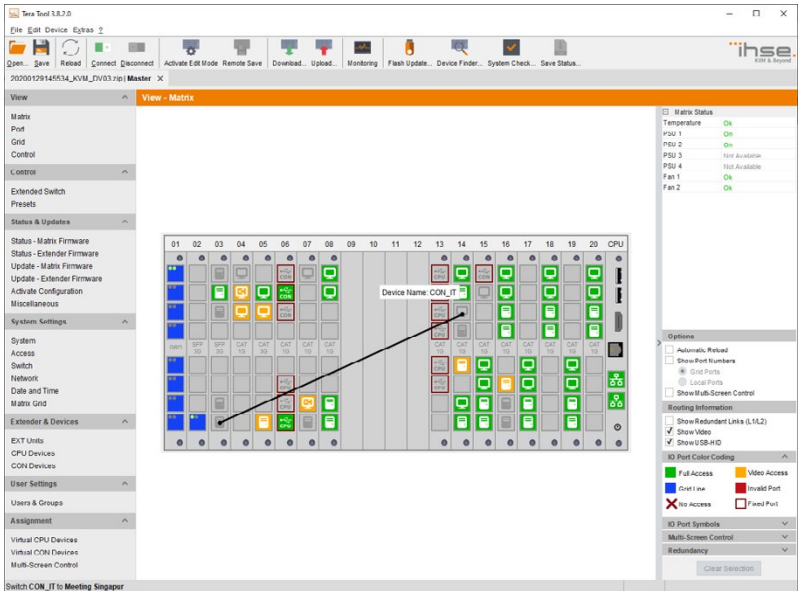 Tera Tool 3.8.2.0
File Edit Device Extras ?
Open... Save Reload Connect Disconnect Activate Edit Mode Remote Save Download... Upload... Monitoring Flash Update... Device Finder... System Check... Save Status...
ihse.
KVM & Beyond
20200129145534_KVM_DV03.zip | Master
View
View - Matrix
Matrix
Port
Grid
Control
Control
Extended Switch
Presets
Status & Updates
Status - Matrix Firmware
Status - Extender Firmware
Update - Matrix Firmware
Update - Extender Firmware
Activate Configuration
Miscellaneous
System Settings
System
Access
Switch
Network
Date and Time
Matrix Grid
Extender & Devices
EXT Units
CPU Devices
CON Devices
User Settings
Users & Groups
Assignment
Virtual CPU Devices
Virtual CON Devices
Multi-Screen Control
01 02 03 04 05 06 07 08 09 10 11 12 13 14 15 16 17 18 19 20 CPU
Device Name: CON_IT
Matrix Status
Temperature Ok
PSU 1 On
PSU 2 On
PSU 3 Not Available
PSU 4 Not Available
Fan 1 Ok
Fan 2 Ok
Options
Automatic Reload
Show Port Numbers
Grid Ports
Local Ports
Show Multi-Screen Control
Routing Information
Show Redundant Links (L1/L2)
Show Video
Show USB-HID
IO Port Color Coding
Full Access Video Access
Grid Line Invalid Port
No Access Fixed Port
IO Port Symbols
Multi-Screen Control
Redundancy
Clear Selection
Switch CON_IT to Meeting Singapur